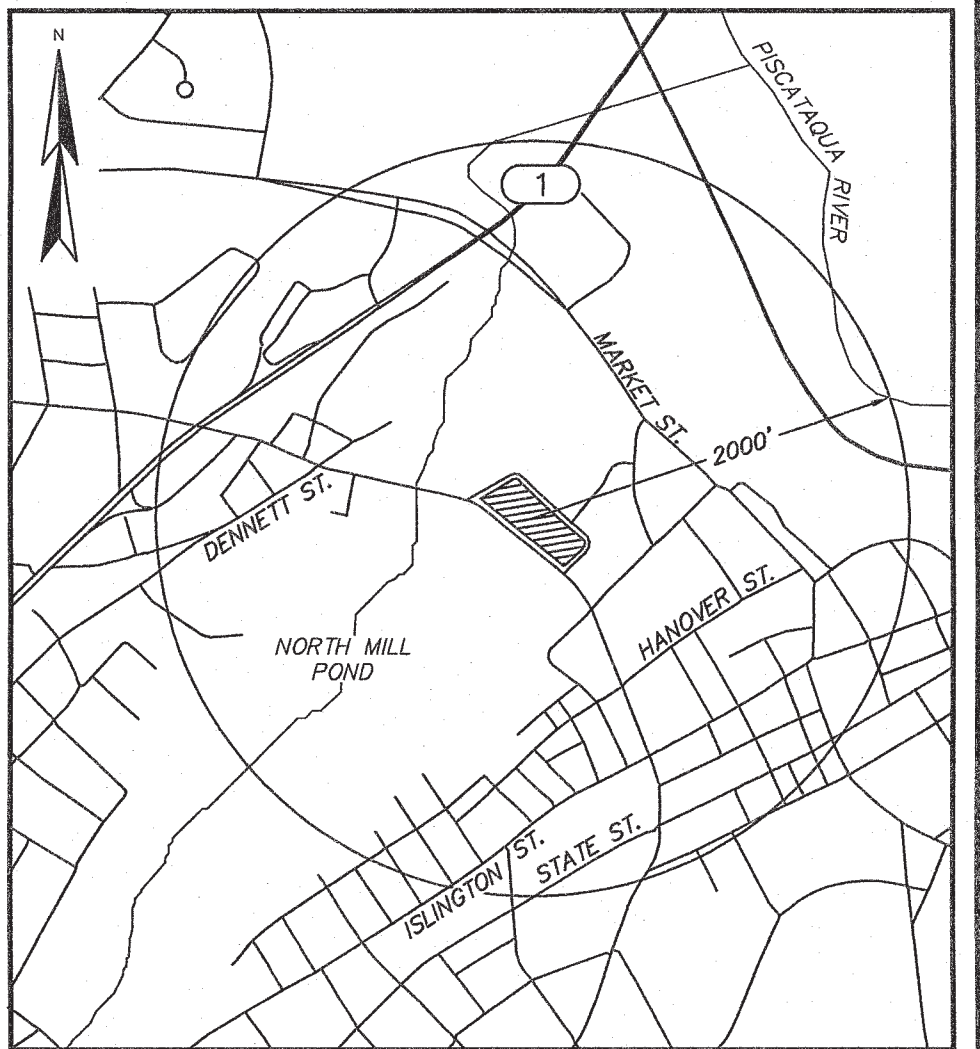 N
PISCATAQUA RIVER
1
MARKET ST.
2000'
DENNETT ST.
HANOVER ST.
NORTH MILL
POND
ISLINGTON ST.
STATE ST.